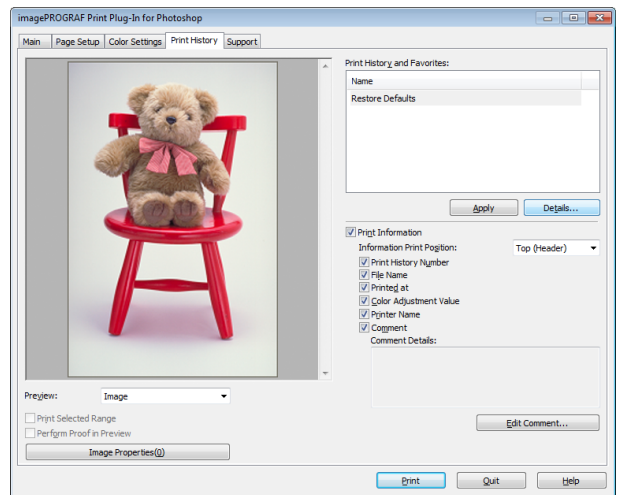 imagePROGRAF Print Plug-In for Photoshop
Main Page Setup Color Settings Print History Support
Print History and Favorites:
Name
Restore Defaults
Apply Details...
Print Information
Information Print Position: Top (Header)
Print History Number
File Name
Printed at
Color Adjustment Value
Printer Name
Comment
Comment Details:
Preview: Image
Print Selected Range
Perform Proof in Preview
Edit Comment...
Image Properties(O)
Print Quit Help